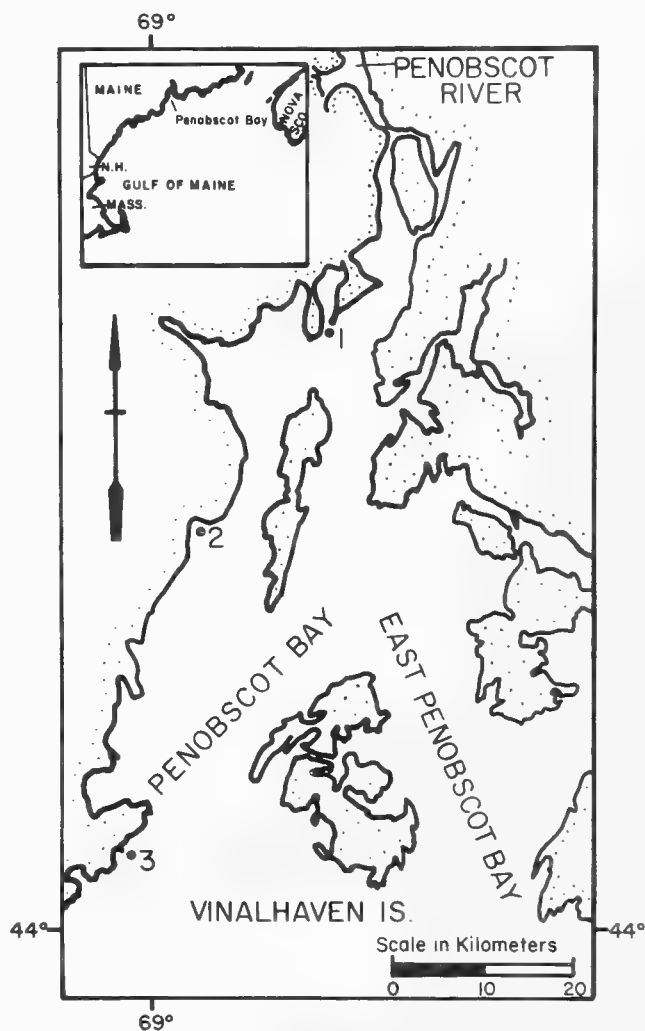 69°
PENOBSCOT
RIVER
MAINE
Penobscot Bay
NOVA
SCO.
N.H.
GULF OF MAINE
MASS.
1
2
PENOBSCOT BAY
EAST PENOBSCOT BAY
3
VINALHAVEN IS.
44°
44°
Scale in Kilometers
0 10 20
69°